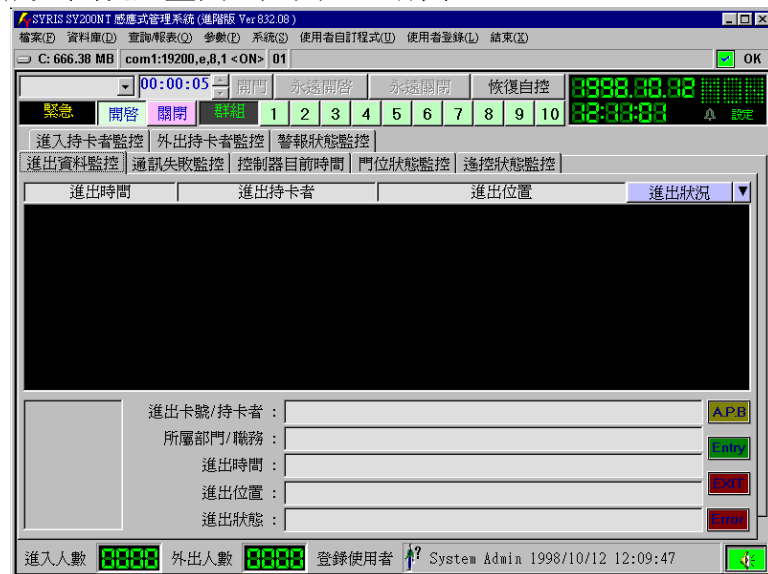 SYRIS SY200NT 感應式管理系統 (進階版 Ver 832.08 )
檔案(F) 資料庫(D) 查詢/報表(Q) 參數(P) 系統(S) 使用者自訂程式(U) 使用者登錄(L) 結束(X)
C: 666.38 MB com1:19200,e,8,1 <ON> 01 OK
00:00:05 開門 永遠開啓 永遠關閉 恢復自控
緊急 開啓 關閉 群組 1 2 3 4 5 6 7 8 9 10 設定
進入持卡者監控 外出持卡者監控 警報狀態監控
進出資料監控 通訊失敗監控 控制器目前時間 門位狀態監控 遙控狀態監控
進出時間 進出持卡者 進出位置 進出狀況
進出卡號/持卡者 : A.P.B
所屬部門/職務 : Entry
進出時間 :
進出位置 : EXIT
進出狀態 : Error
進入人數 外出人數 登錄使用者 System Admin 1998/10/12 12:09:47